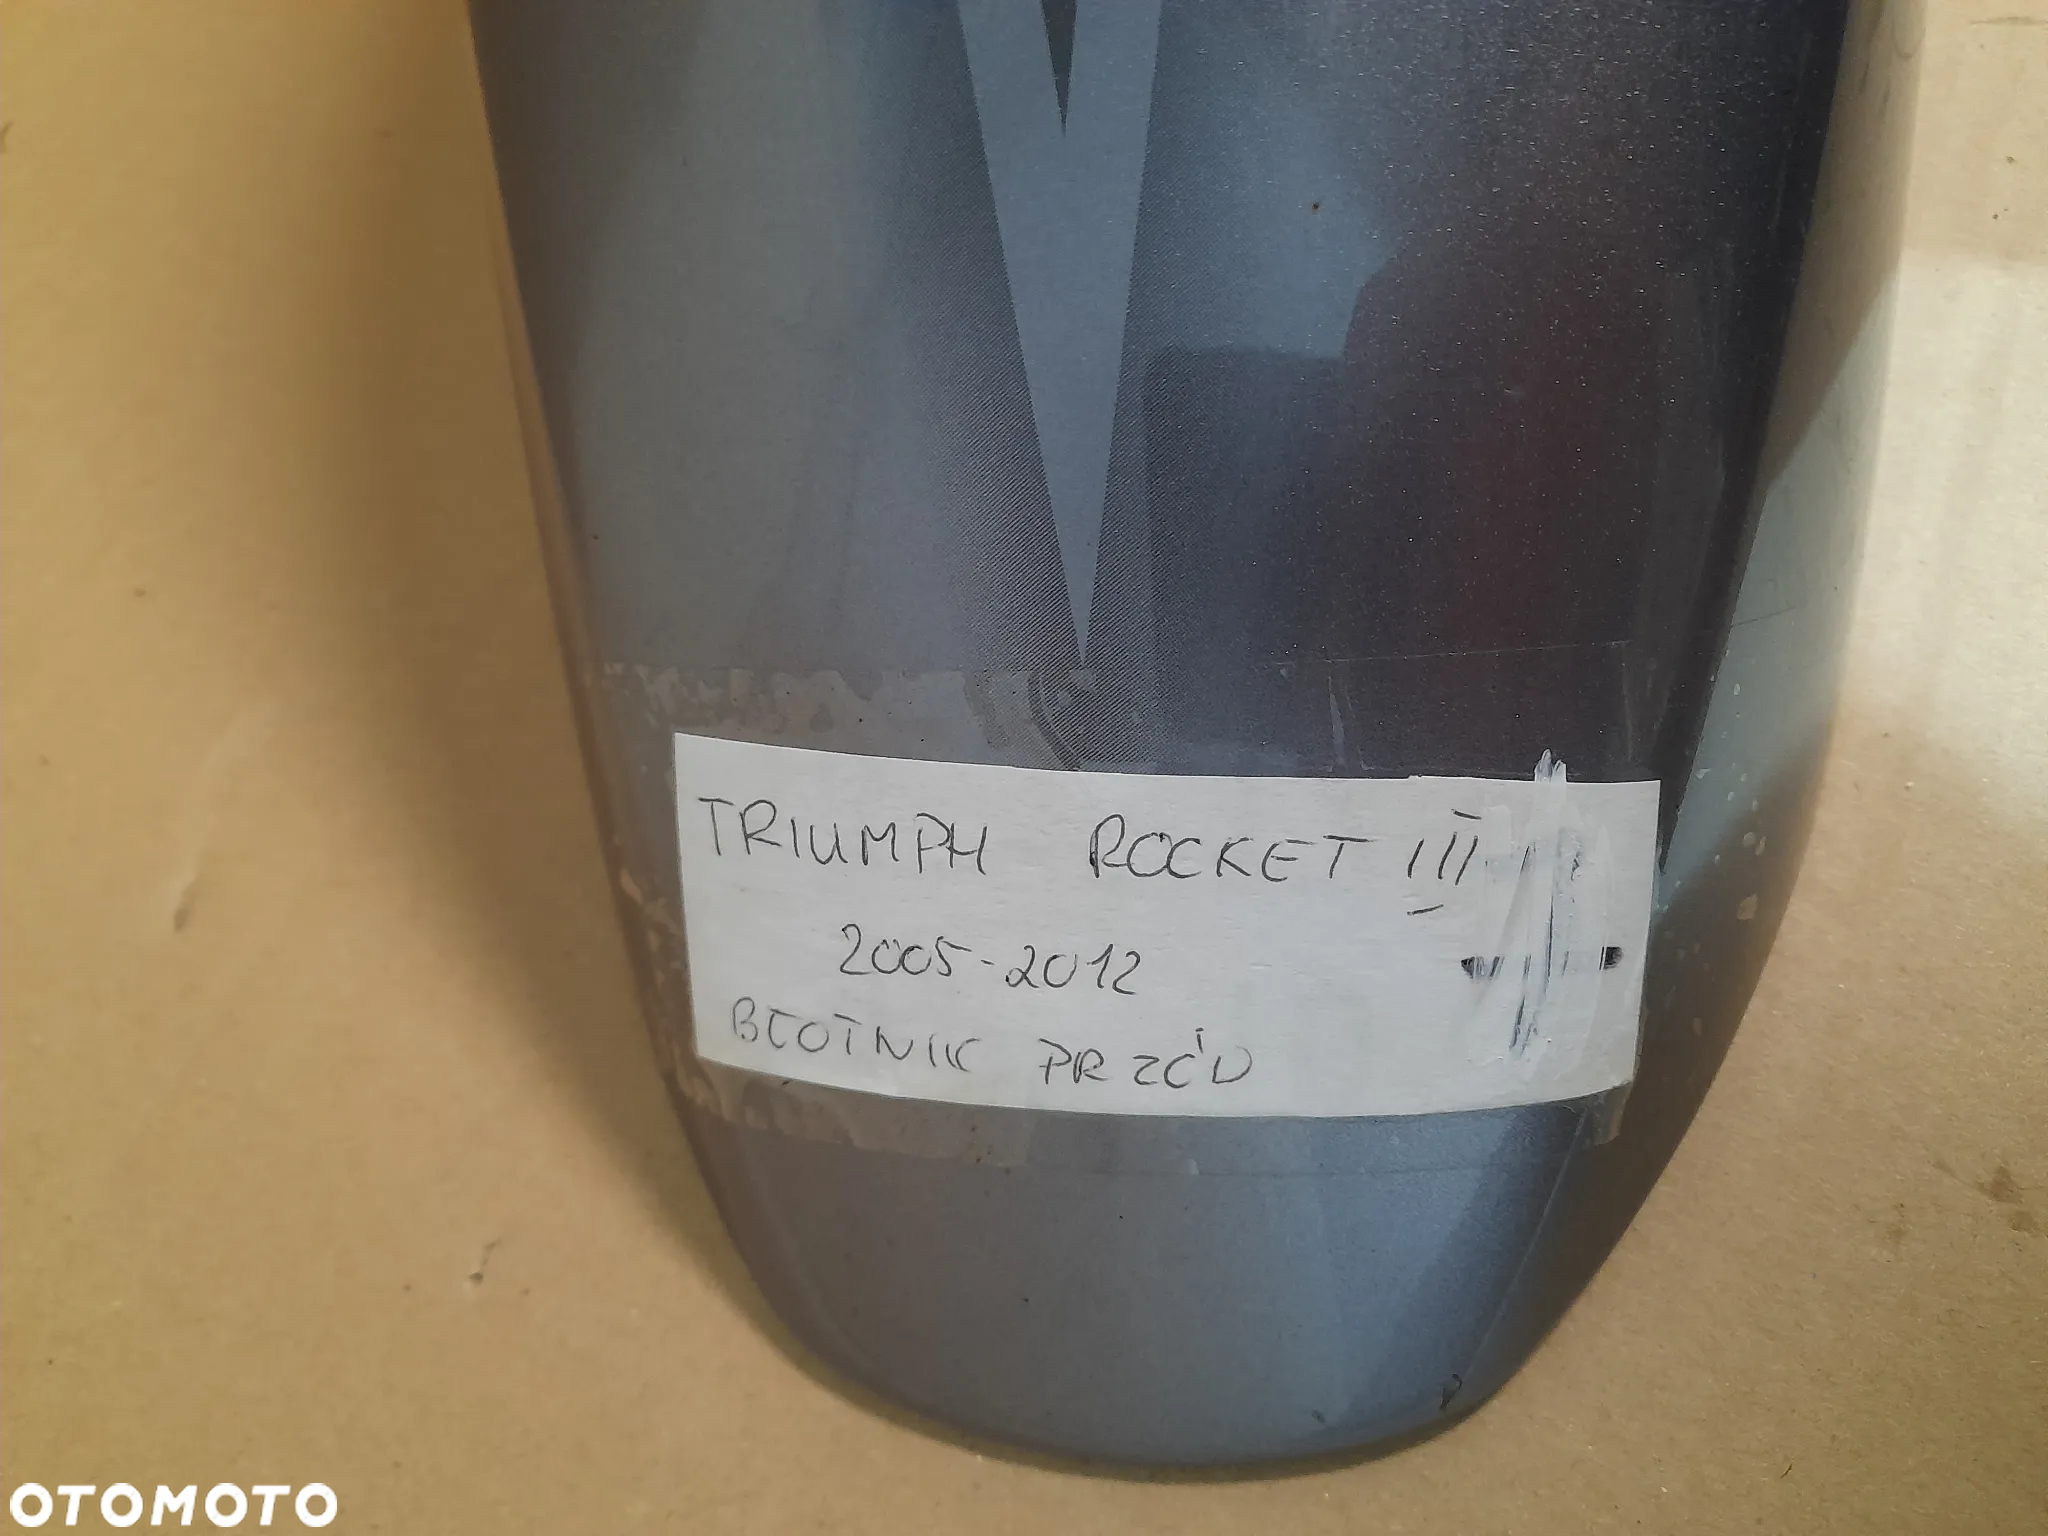 TRIUMPH ROCKET III
2005-2012
BŁOTNIK PRZÓD
OTOMOTO